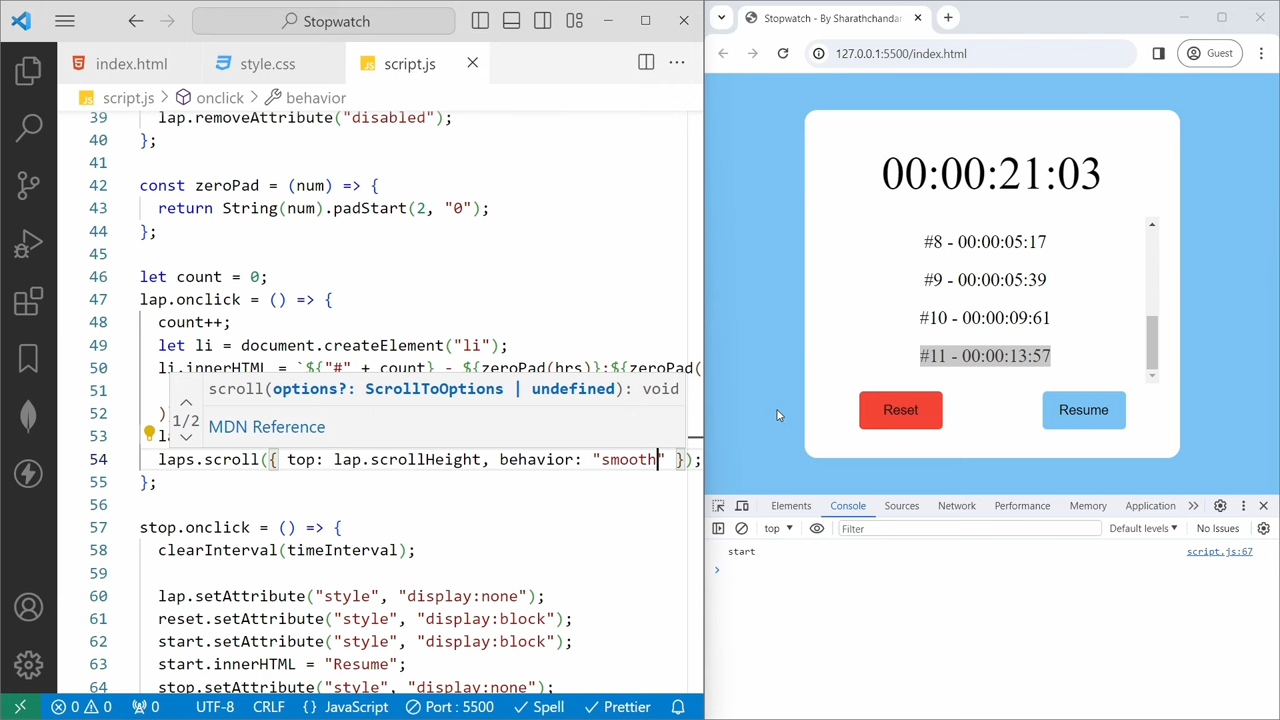 Stopwatch
index.html
style.css
script.js
script.js > onclick > behavior
39 lap.removeAttribute("disabled");
40 };
41
42 const zeroPad = (num) => {
43 return String(num).padStart(2, "0");
44 };
45
46 let count = 0;
47 lap.onclick = () => {
48 count++;
49 let li = document.createElement("li");
50 li.innerHTML = `${"#" + count} - ${zeroPad(hrs)}:${zeroPad(
51
scroll(options?: ScrollToOptions | undefined): void
52 )
1/2
MDN Reference
53 la
54 laps.scroll({ top: lap.scrollHeight, behavior: "smooth" });
55 };
56
57 stop.onclick = () => {
58 clearInterval(timeInterval);
59
60 lap.setAttribute("style", "display:none");
61 reset.setAttribute("style", "display:block");
62 start.setAttribute("style", "display:block");
63 start.innerHTML = "Resume";
64 stop.setAttribute("style", "display:none");
0 0 0 UTF-8 CRLF {} JavaScript Port : 5500 Spell Prettier
Stopwatch - By Sharathchandar
127.0.0.1:5500/index.html
Guest
00:00:21:03
#8 - 00:00:05:17
#9 - 00:00:05:39
#10 - 00:00:09:61
#11 - 00:00:13:57
Reset Resume
Elements Console Sources Network Performance Memory Application
top Filter Default levels No Issues
start script.js:67